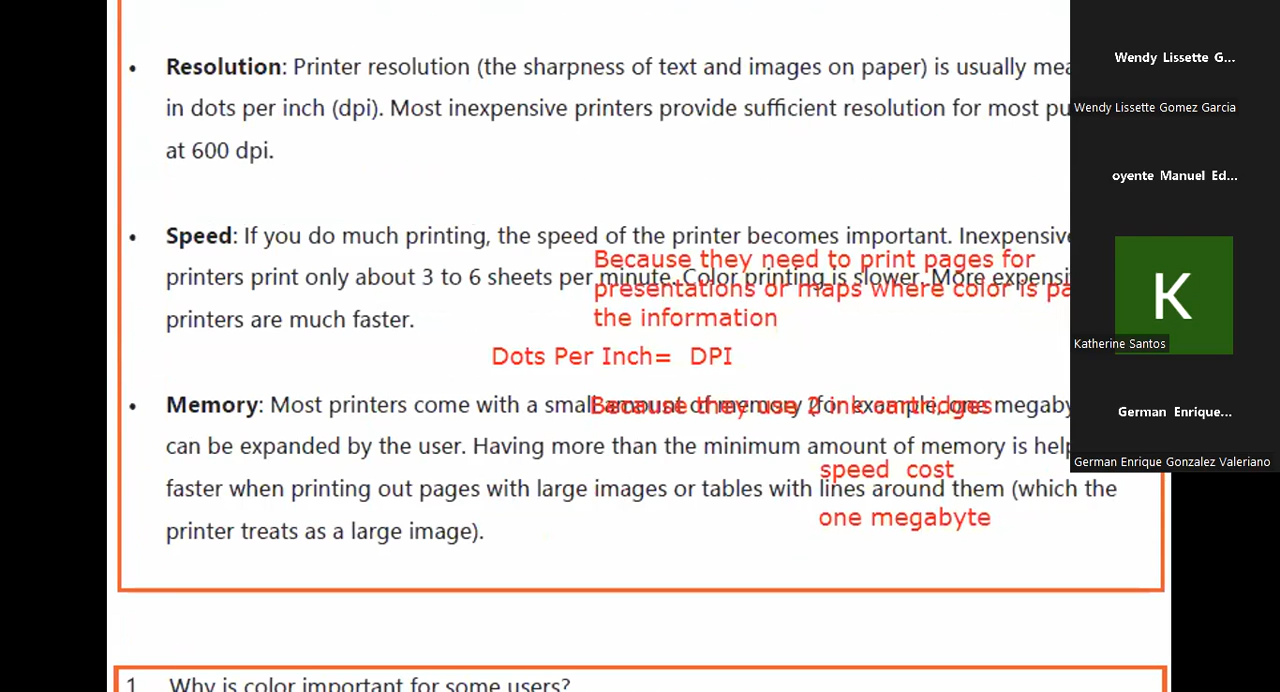 • Resolution: Printer resolution (the sharpness of text and images on paper) is usually mea
in dots per inch (dpi). Most inexpensive printers provide sufficient resolution for most pu
at 600 dpi.
• Speed: If you do much printing, the speed of the printer becomes important. Inexpensive
printers print only about 3 to 6 sheets per minute. Color printing is slower. More expensi
printers are much faster.
Because they need to print pages for
presentations or maps where color is pa
the information
Dots Per Inch= DPI
• Memory: Most printers come with a small amount of memory (for example, one megaby
Because they use 2 ink cartridges
can be expanded by the user. Having more than the minimum amount of memory is help
speed cost
faster when printing out pages with large images or tables with lines around them (which the
one megabyte
printer treats as a large image).
1 Why is color important for some users?
Wendy Lissette G...
Wendy Lissette Gomez Garcia
oyente Manuel Ed...
K
Katherine Santos
German Enrique...
German Enrique Gonzalez Valeriano